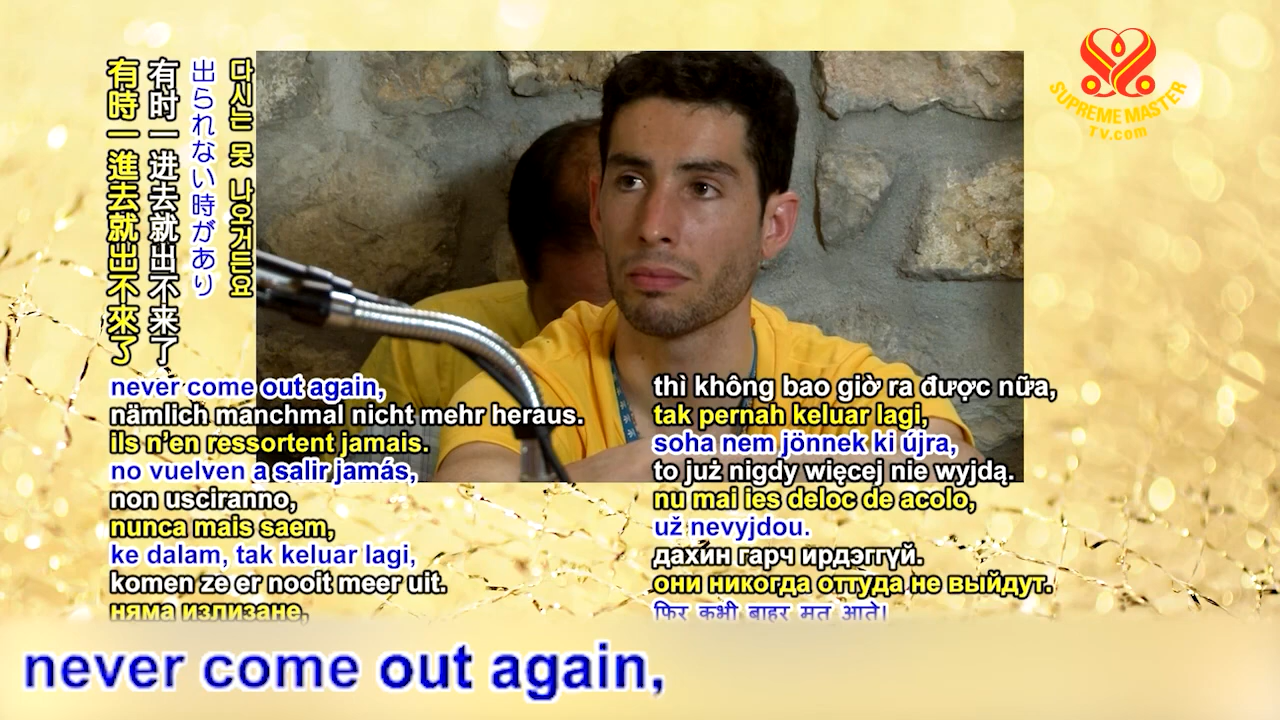 有時一進去就出不來了
有时一进去就出不来了
出られない時があり
다시는 못 나오거든요
SUPREME MASTER
TV.com
never come out again,
nämlich manchmal nicht mehr heraus.
ils n’en ressortent jamais.
no vuelven a salir jamás,
non usciranno,
nunca mais saem,
ke dalam, tak keluar lagi,
komen ze er nooit meer uit.
няма излизане,
thì không bao giờ ra được nữa,
tak pernah keluar lagi,
soha nem jönnek ki újra,
to już nigdy więcej nie wyjdą.
nu mai ies deloc de acolo,
už nevyjdou.
дахин гарч ирдэггүй.
они никогда оттуда не выйдут.
फिर कभी बाहर मत आते।
never come out again,